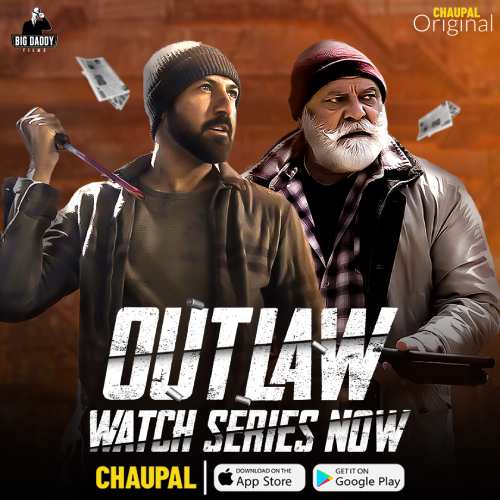 BIG DADDY
FILMS
CHAUPAL
Original
OUTLAW
WATCH SERIES NOW
CHAUPAL
DOWNLOAD ON THE
App Store
GET IT ON
Google Play